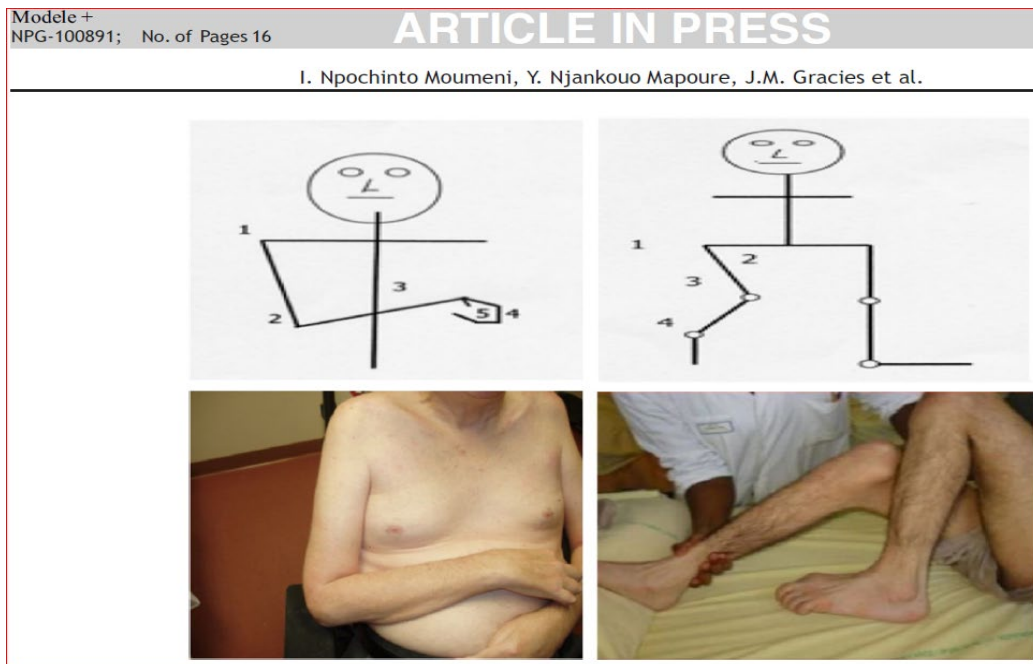 Modele +
NPG-100891; No. of Pages 16
ARTICLE IN PRESS
I. Npochinto Moumeni, Y. Njankouo Mapoure, J.M. Gracies et al.
1
2
3
5 4
1
2
3
4